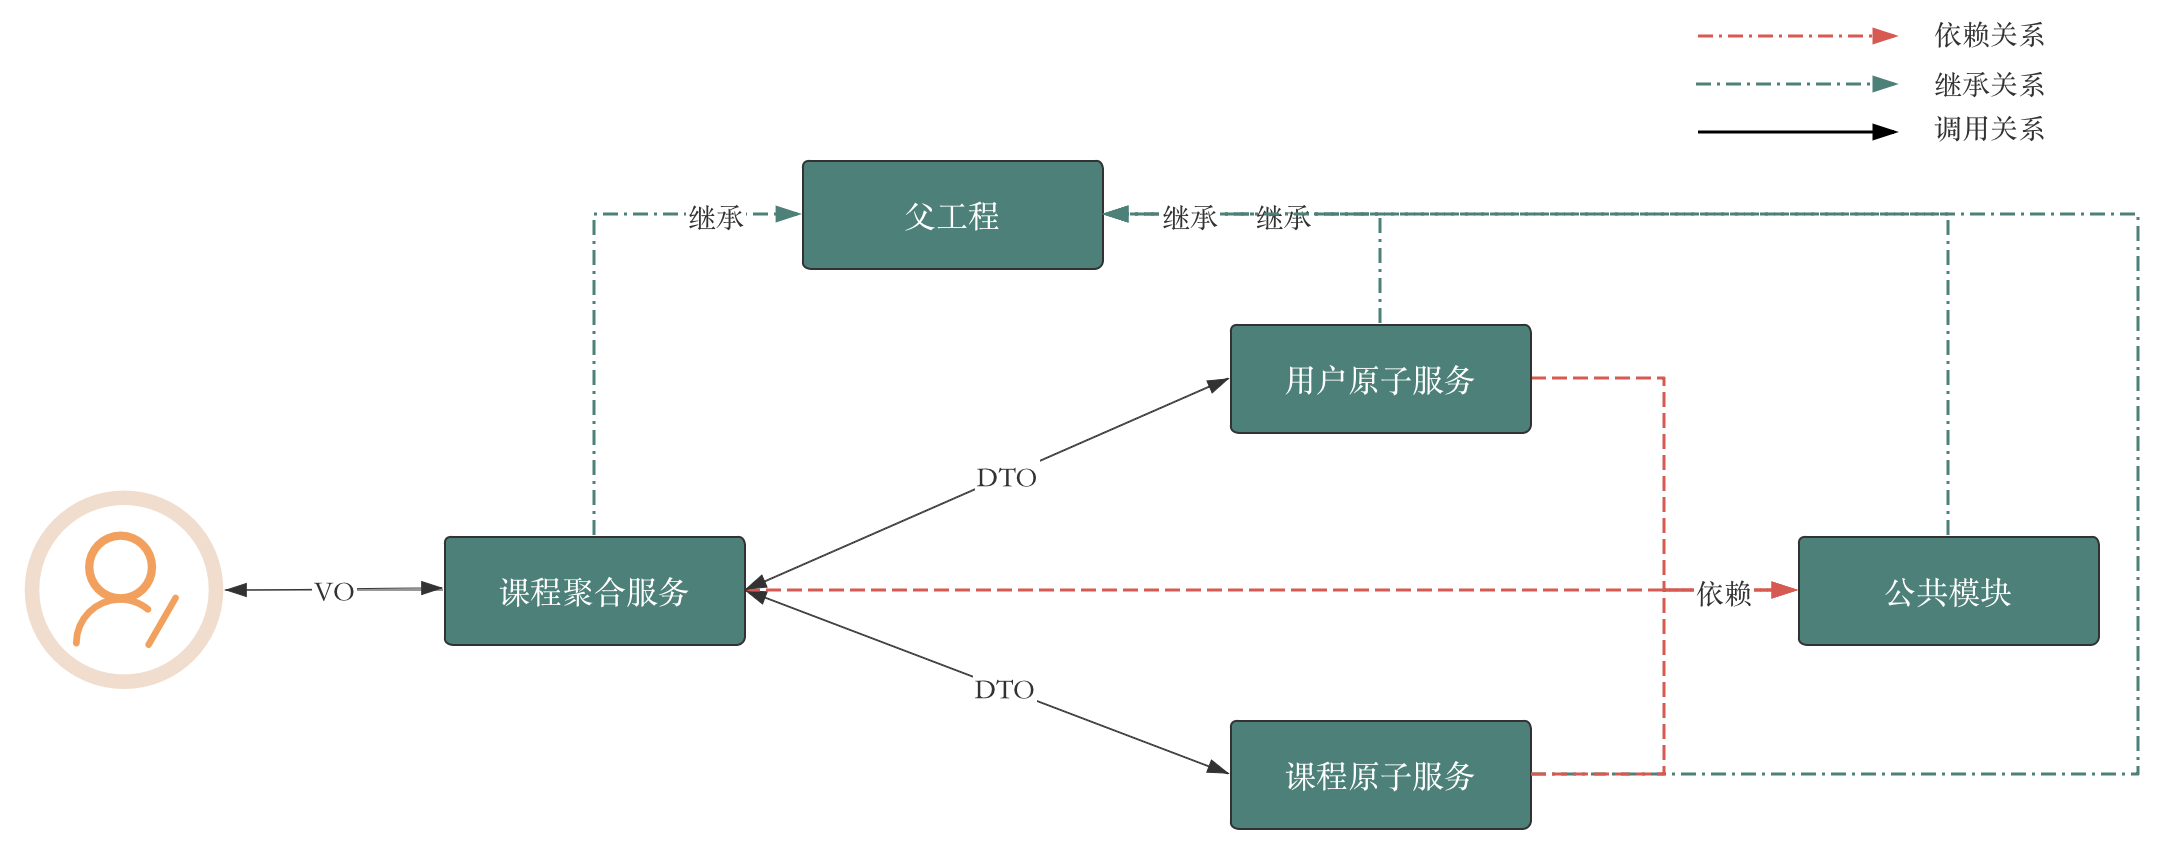 依赖关系
继承关系
调用关系
父工程
继承
继承
继承
用户原子服务
DTO
VO
课程聚合服务
依赖
公共模块
DTO
课程原子服务